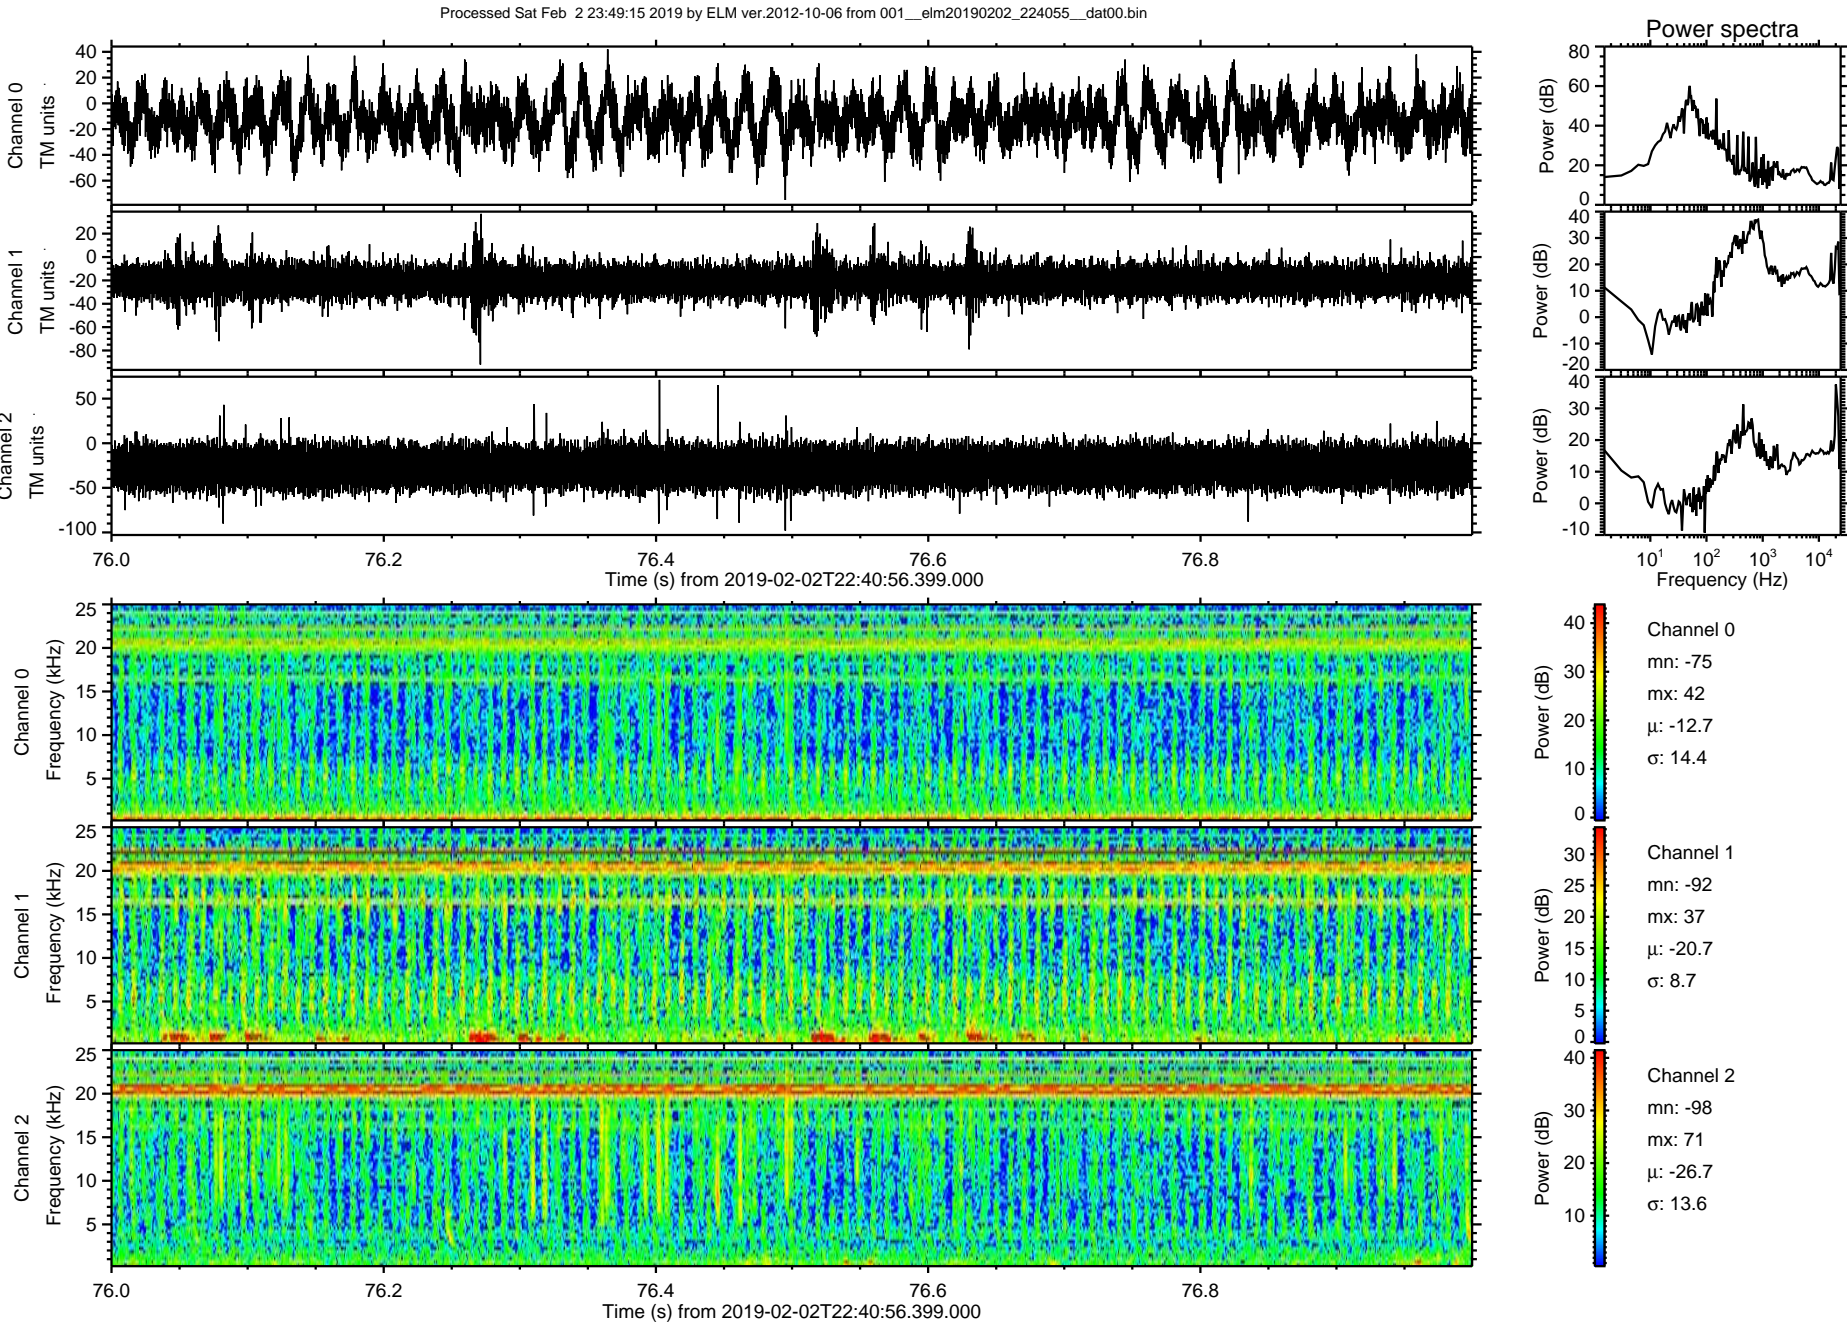 Processed Sat Feb  2 23:49:15 2019 by ELM ver.2012-10-06 from 001__elm20190202_224055__dat00.bin
Power spectra
Channel 0
TM units
40
20
0
-20
-40
-60
Power (dB)
80
60
40
20
0
Channel 1
TM units
20
0
-20
-40
-60
-80
Power (dB)
40
30
20
10
0
-10
-20
Channel 2
TM units
50
0
-50
-100
Power (dB)
40
30
20
10
0
-10
76.0 76.2 76.4 76.6 76.8
Time (s) from 2019-02-02T22:40:56.399.000
10¹ 10² 10³ 10⁴
Frequency (Hz)
Channel 0
Frequency (kHz)
25
20
15
10
5
Power (dB)
40
30
20
10
0
Channel 0
mn: -75
mx: 42
μ: -12.7
σ: 14.4
Channel 1
Frequency (kHz)
25
20
15
10
5
Power (dB)
30
25
20
15
10
5
0
Channel 1
mn: -92
mx: 37
μ: -20.7
σ: 8.7
Channel 2
Frequency (kHz)
25
20
15
10
5
Power (dB)
40
30
20
10
Channel 2
mn: -98
mx: 71
μ: -26.7
σ: 13.6
76.0 76.2 76.4 76.6 76.8
Time (s) from 2019-02-02T22:40:56.399.000